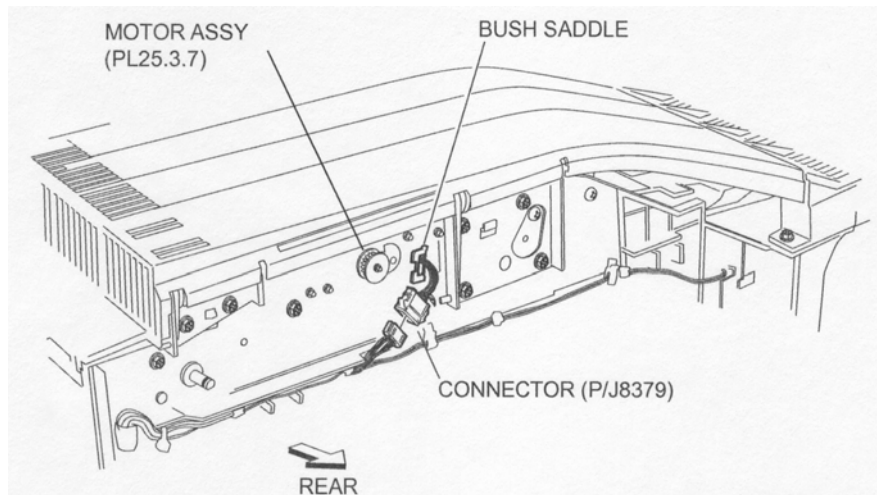 MOTOR ASSY
(PL25.3.7)
BUSH SADDLE
CONNECTOR (P/J8379)
REAR